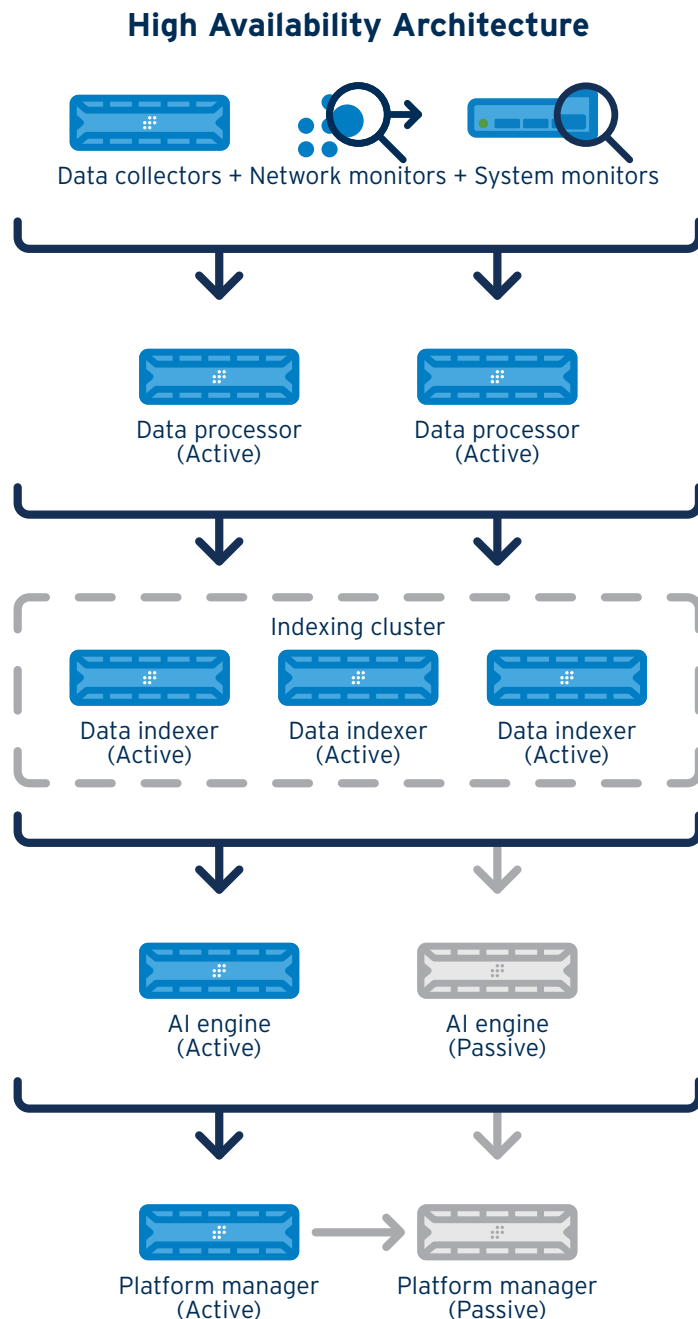 High Availability Architecture
Data collectors + Network monitors + System monitors
Data processor
(Active)
Data processor
(Active)
Indexing cluster
Data indexer
(Active)
Data indexer
(Active)
Data indexer
(Active)
AI engine
(Active)
AI engine
(Passive)
Platform manager
(Active)
Platform manager
(Passive)